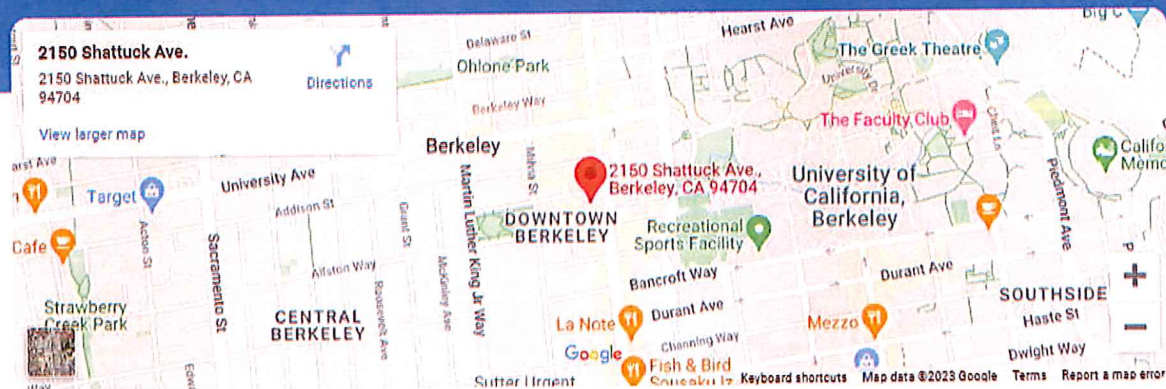 2150 Shattuck Ave.
2150 Shattuck Ave., Berkeley, CA
94704
Directions
View larger map
Hearst Ave
Delaware St
Ohlone Park
Berkeley Way
The Greek Theatre
University Dr
The Faculty Club
Big C
Berkeley
2150 Shattuck Ave.,
Berkeley, CA 94704
University of
California,
Berkeley
Piedmont Ave
Target
University Ave
Addison St
Acton St
Sacramento St
Allston Way
Grant St
McKinley Ave
Roosevelt Ave
Martin Luther King Jr Way
DOWNTOWN
BERKELEY
Recreational
Sports Facility
Cafe
Strawberry
Creek Park
CENTRAL
BERKELEY
Bancroft Way
Durant Ave
Durant Ave
SOUTHSIDE
Haste St
La Note
Mezzo
Channing Way
Google
Fish & Bird
Dwight Way
Sutter Urgent
Keyboard shortcuts
Map data ©2023 Google
Terms
Report a map error